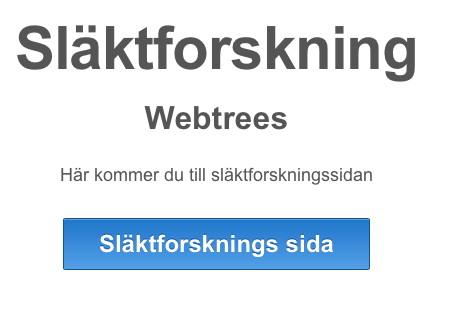 Släktforskning
Webtrees
Här kommer du till släktforskningssidan
Släktforsknings sida